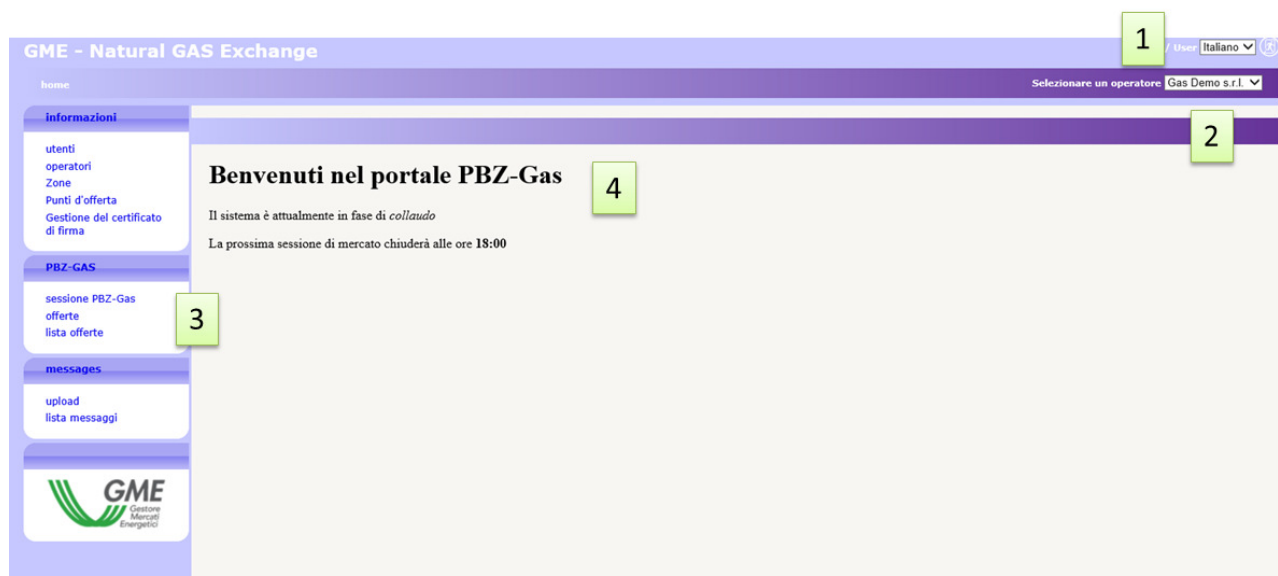 1
GME - Natural GAS Exchange
/ User Italiano
home
Selezionare un operatore Gas Demo s.r.l.
2
informazioni
utenti
operatori
Zone
Punti d'offerta
Gestione del certificato
di firma
Benvenuti nel portale PBZ-Gas
4
Il sistema è attualmente in fase di collaudo
La prossima sessione di mercato chiuderà alle ore 18:00
PBZ-GAS
sessione PBZ-Gas
offerte
lista offerte
3
messages
upload
lista messaggi
GME
Gestore
Mercati
Energetici